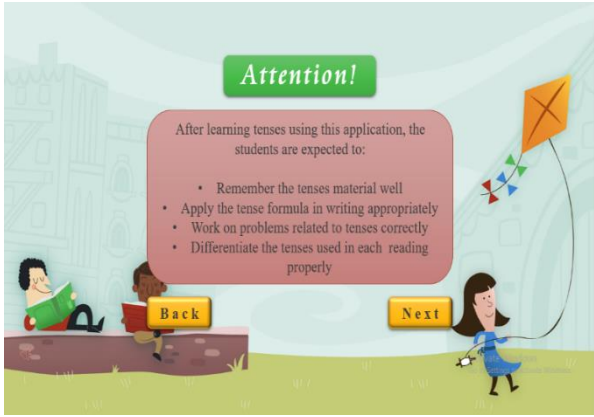 Attention!
After learning tenses using this application, the
students are expected to:
• Remember the tenses material well
• Apply the tense formula in writing appropriately
• Work on problems related to tenses correctly
• Differentiate the tenses used in each reading
properly
Back
Next